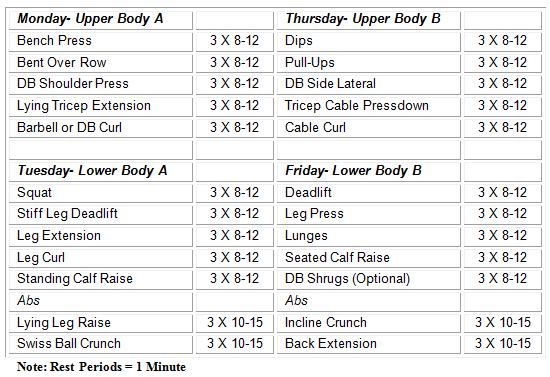 Monday- Upper Body A Thursday- Upper Body B
Bench Press 3 X 8-12 Dips 3 X 8-12
Bent Over Row 3 X 8-12 Pull-Ups 3 X 8-12
DB Shoulder Press 3 X 8-12 DB Side Lateral 3 X 8-12
Lying Tricep Extension 3 X 8-12 Tricep Cable Pressdown 3 X 8-12
Barbell or DB Curl 3 X 8-12 Cable Curl 3 X 8-12
Tuesday- Lower Body A Friday- Lower Body B
Squat 3 X 8-12 Deadlift 3 X 8-12
Stiff Leg Deadlift 3 X 8-12 Leg Press 3 X 8-12
Leg Extension 3 X 8-12 Lunges 3 X 8-12
Leg Curl 3 X 8-12 Seated Calf Raise 3 X 8-12
Standing Calf Raise 3 X 8-12 DB Shrugs (Optional) 3 X 8-12
Abs Abs
Lying Leg Raise 3 X 10-15 Incline Crunch 3 X 10-15
Swiss Ball Crunch 3 X 10-15 Back Extension 3 X 10-15
Note: Rest Periods = 1 Minute